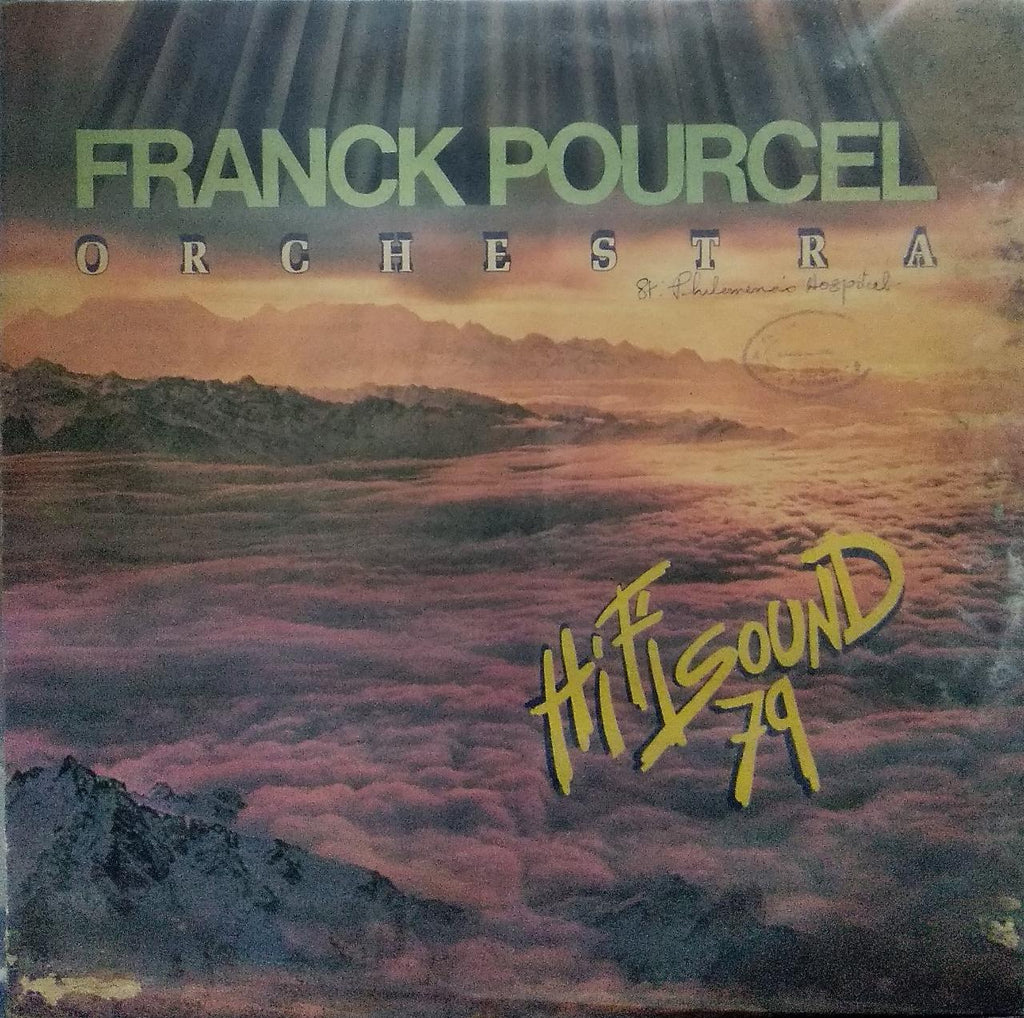 FRANCK POURCEL
ORCHESTRA
St. Philomena's Hospital
HiFi SOUND
79